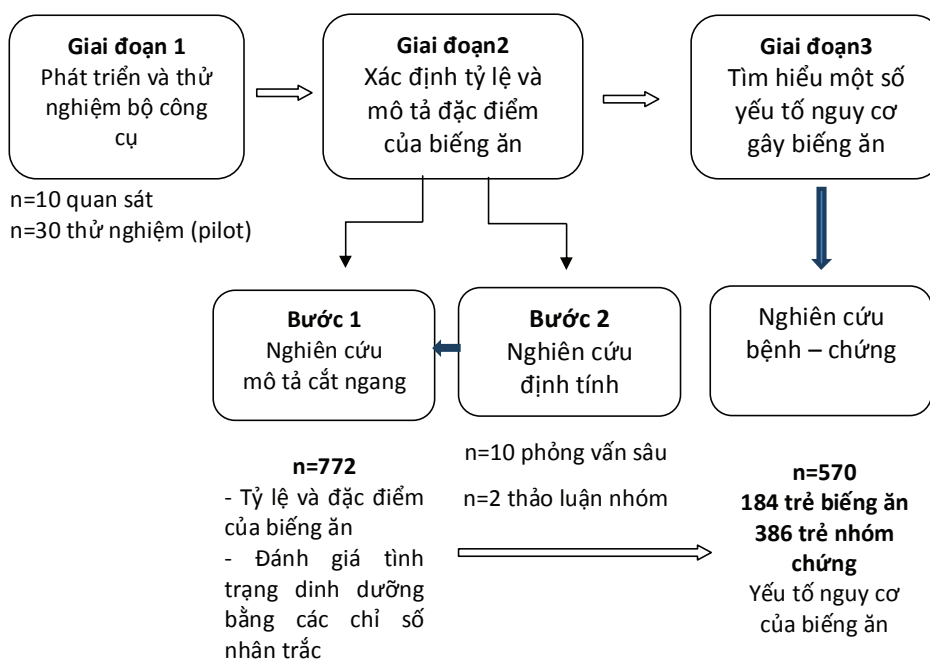 Giai đoạn 1
Phát triển và thử
nghiệm bộ công
cụ
n=10 quan sát
n=30 thử nghiệm (pilot)
Giai đoạn2
Xác định tỷ lệ và
mô tả đặc điểm
của biếng ăn
Giai đoạn3
Tìm hiểu một số
yếu tố nguy cơ
gây biếng ăn
Bước 1
Nghiên cứu
mô tả cắt ngang
Bước 2
Nghiên cứu
định tính
Nghiên cứu
bệnh – chứng
n=772
- Tỷ lệ và đặc điểm
của biếng ăn
- Đánh giá tình
trạng dinh dưỡng
bằng các chỉ số
nhân trắc
n=10 phỏng vấn sâu
n=2 thảo luận nhóm
n=570
184 trẻ biếng ăn
386 trẻ nhóm
chứng
Yếu tố nguy cơ
của biếng ăn